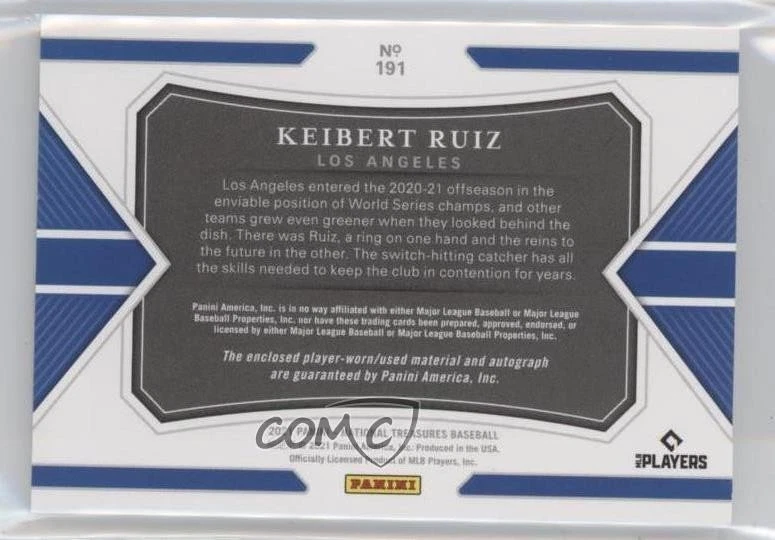 Nº
191
KEIBERT RUIZ
LOS ANGELES
Los Angeles entered the 2020-21 offseason in the
enviable position of World Series champs, and other
teams grew even greener when they looked behind the
dish. There was Ruiz, a ring on one hand and the reins to
the future in the other. The switch-hitting catcher has all
the skills needed to keep the club in contention for years.
Panini America, Inc. is in no way affiliated with either Major League Baseball or Major League
Baseball Properties, Inc. nor have these trading cards been prepared, approved, endorsed, or
licensed by either Major League Baseball or Major League Baseball Properties, Inc.
The enclosed player-worn/used material and autograph
are guaranteed by Panini America, Inc.
PANINI NATIONAL TREASURES BASEBALL
2021 Panini America, Inc. Produced in the USA.
Officially Licensed Product of MLB Players, Inc.
COMC
PANINI
MLB PLAYERS